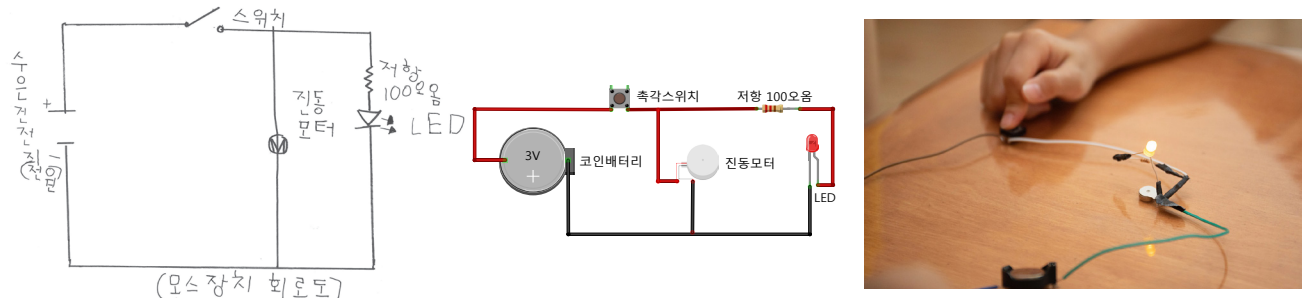 스위치
수은건전지
(전원)
+
-
진동
모터
M
저항
100오옴
LED
(모스장치 회로도)
촉각스위치
저항 100오옴
3V
+
코인배터리
진동모터
LED